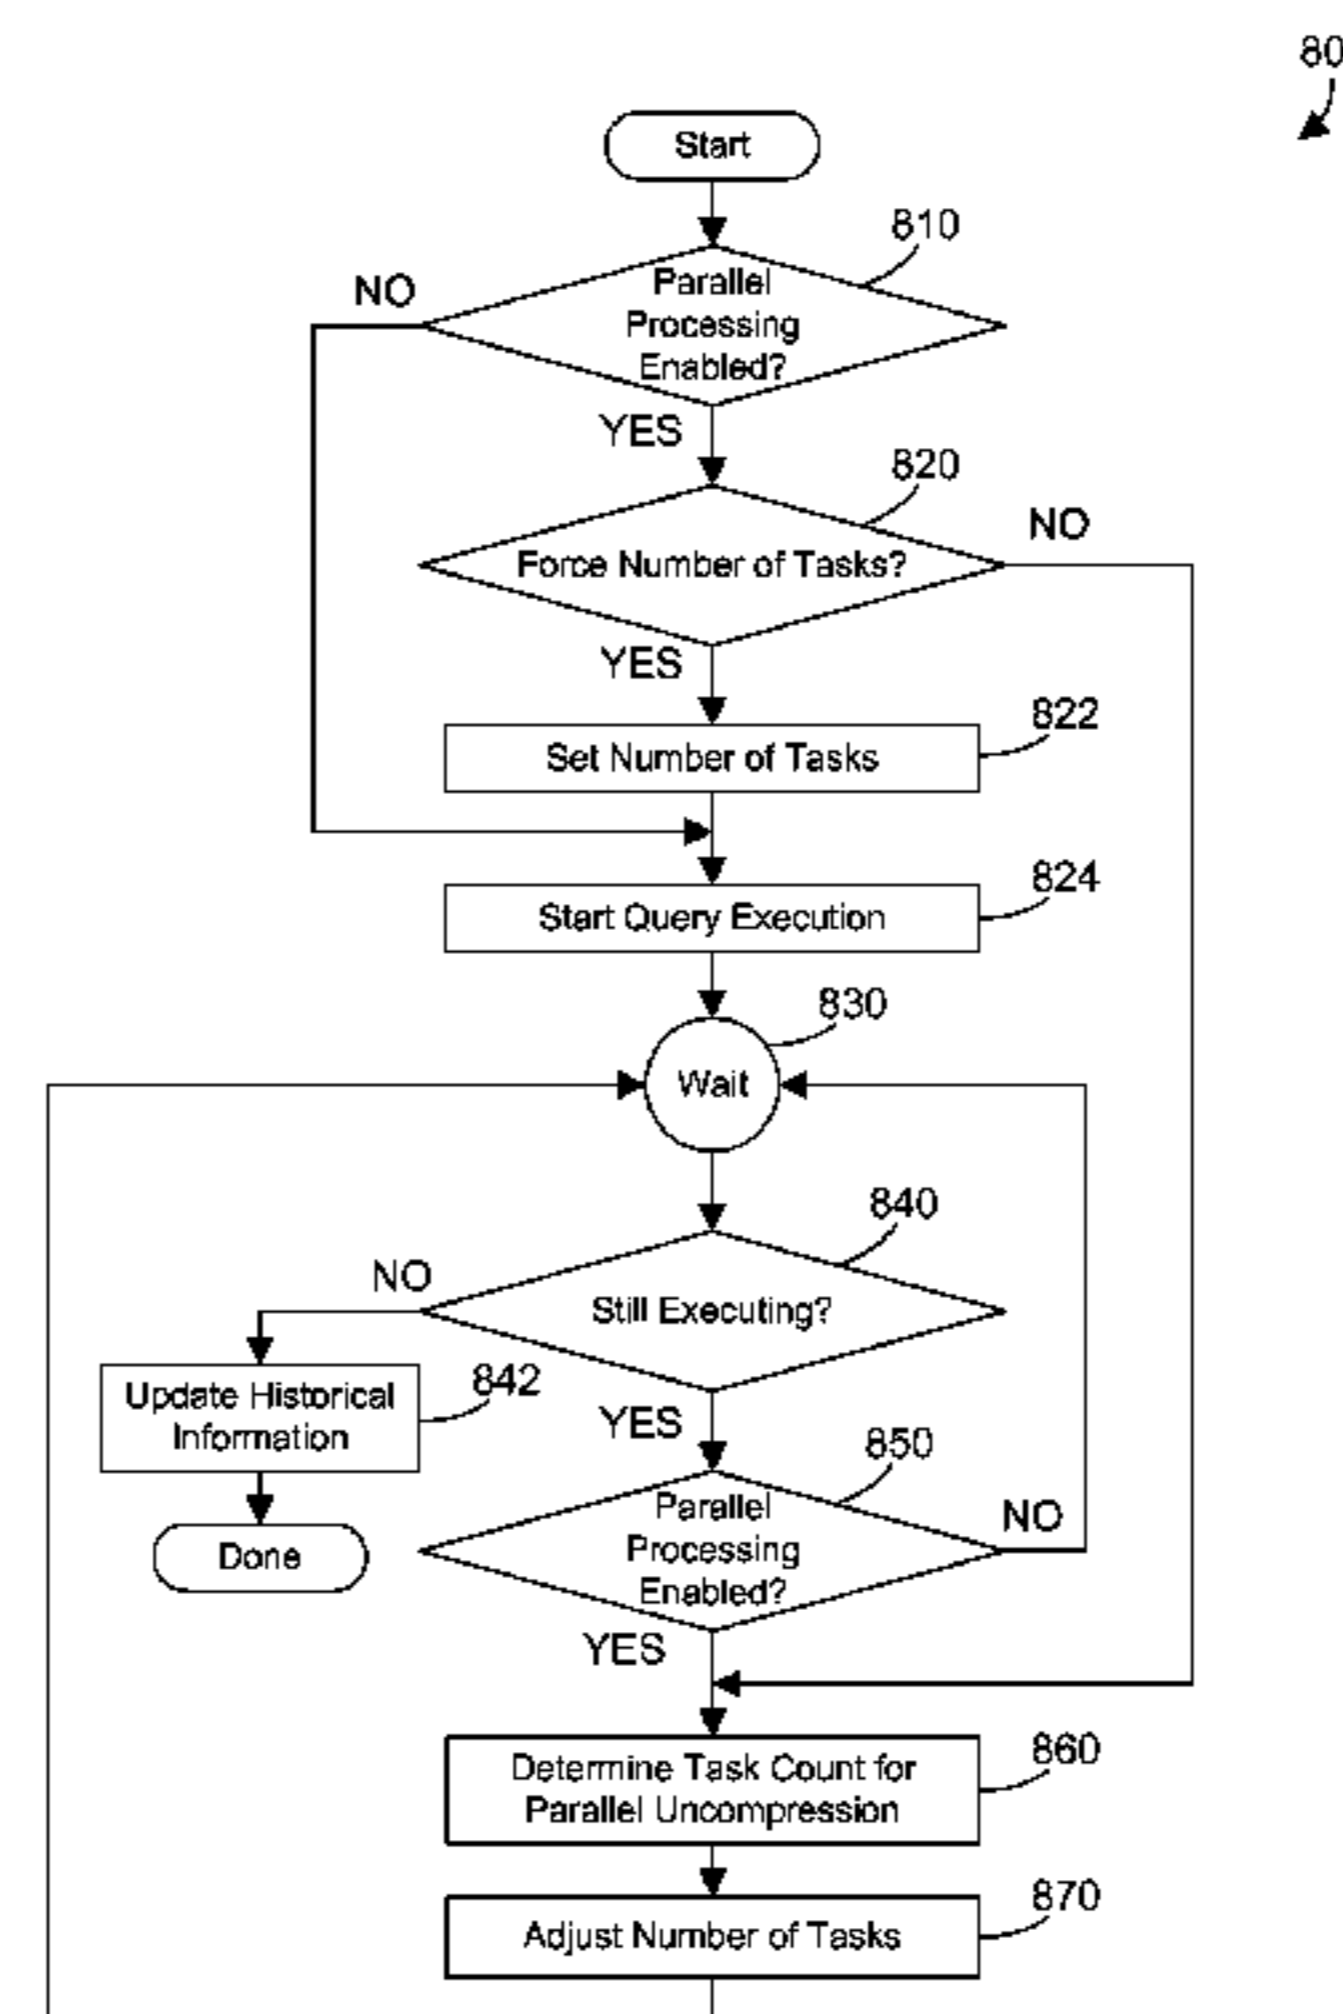 80
Start
810
NO
Parallel
Processing
Enabled?
YES
820
NO
Force Number of Tasks?
YES
822
Set Number of Tasks
824
Start Query Execution
830
Wait
840
NO
Still Executing?
842
Update Historical
Information
YES
850
Parallel
Processing
Enabled?
NO
Done
YES
860
Determine Task Count for
Parallel Uncompression
870
Adjust Number of Tasks